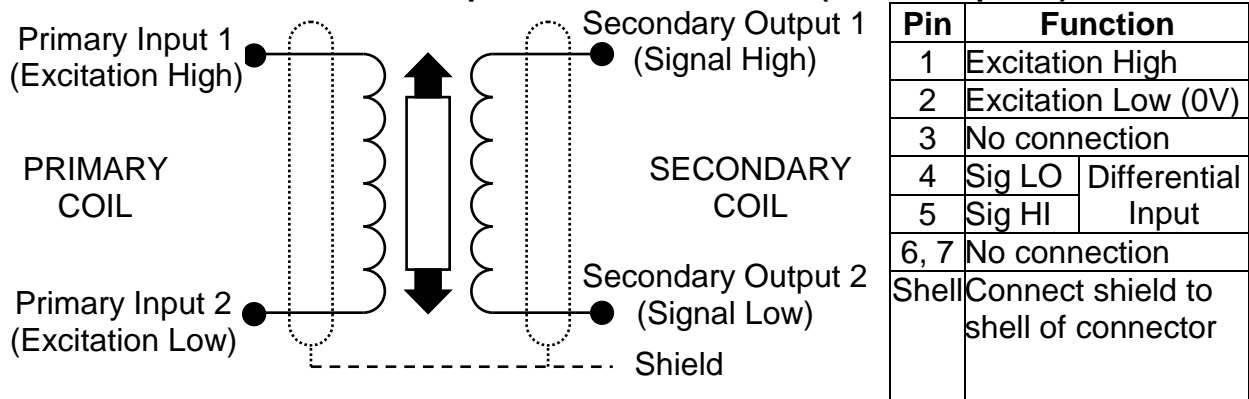 Primary Input 1
(Excitation High)
PRIMARY
COIL
Primary Input 2
(Excitation Low)
Secondary Output 1
(Signal High)
SECONDARY
COIL
Secondary Output 2
(Signal Low)
Shield
Pin Function
1 Excitation High
2 Excitation Low (0V)
3 No connection
4 Sig LO Differential
5 Sig HI Input
6, 7 No connection
Shell Connect shield to
shell of connector